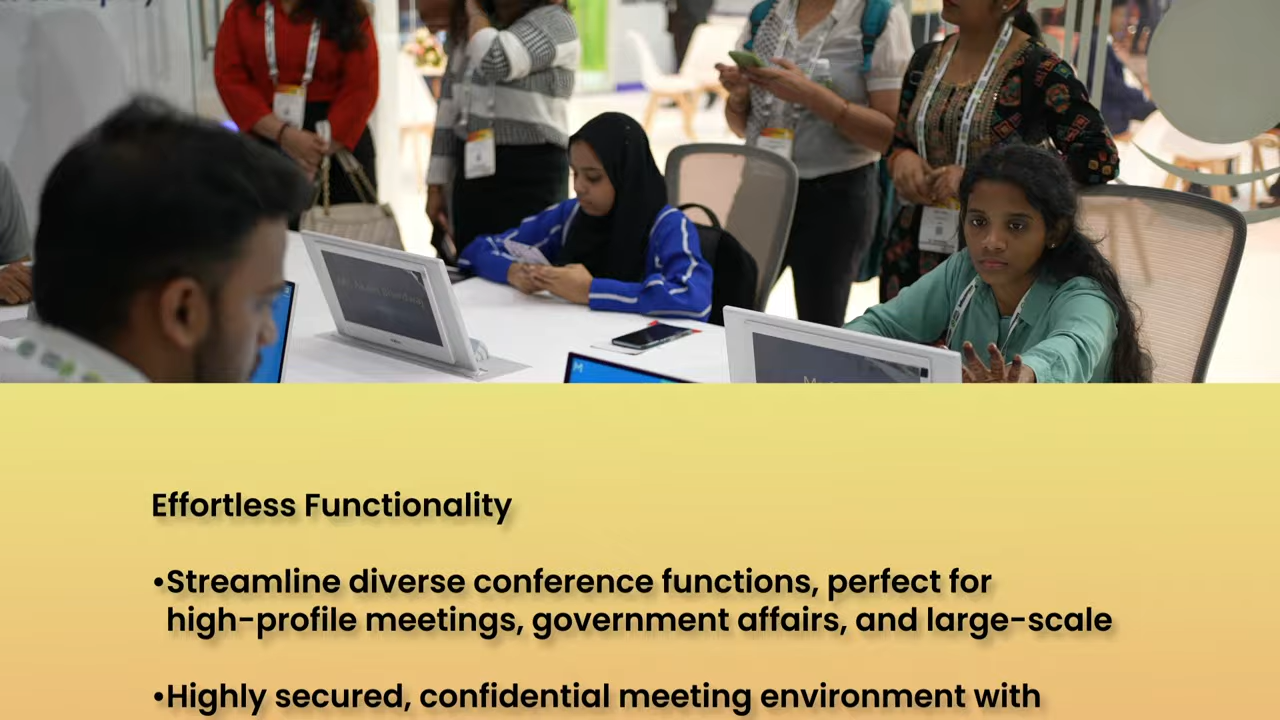 Effortless Functionality
•Streamline diverse conference functions, perfect for
high-profile meetings, government affairs, and large-scale
•Highly secured, confidential meeting environment with